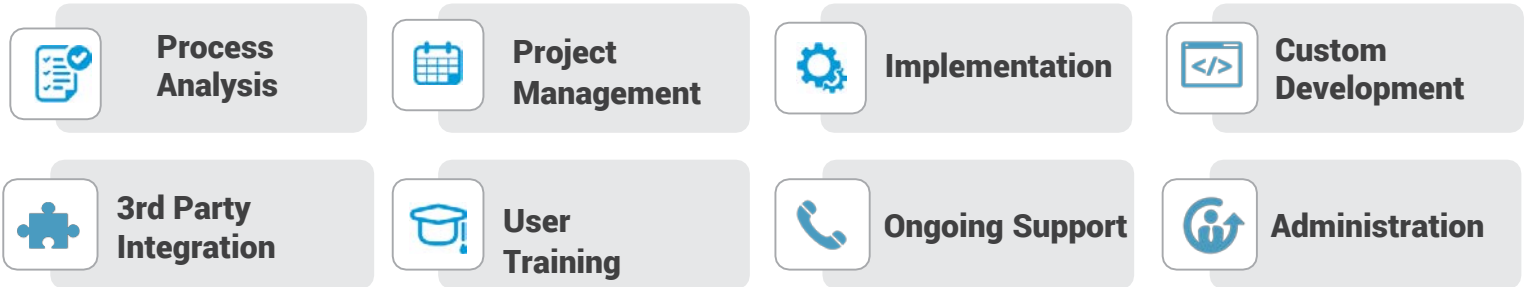 Process
Analysis
Project
Management
Implementation
</>
Custom
Development
3rd Party
Integration
User
Training
Ongoing Support
Administration